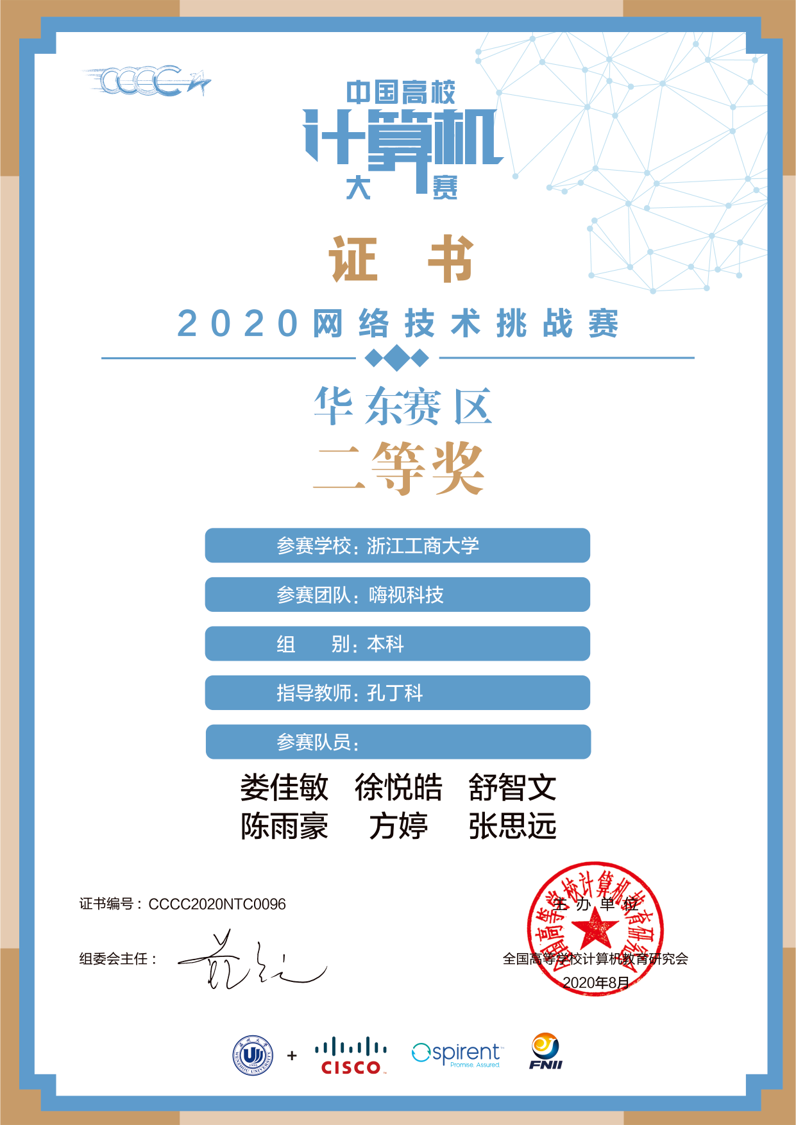 CCCC
中国高校
计算机
大赛
证书
2020网络技术挑战赛
华东赛区
二等奖
参赛学校：浙江工商大学
参赛团队：嗨视科技
组别：本科
指导教师：孔丁科
参赛队员：
娄佳敏 徐悦皓 舒智文
陈雨豪 方婷 张思远
证书编号：CCCC2020NTC0096
组委会主任：
全国高等学校计算机教育研究会
主办单位
全国高等学校计算机教育研究会
2020年8月
+
CISCO
spirent
Promise. Assured.
FNII